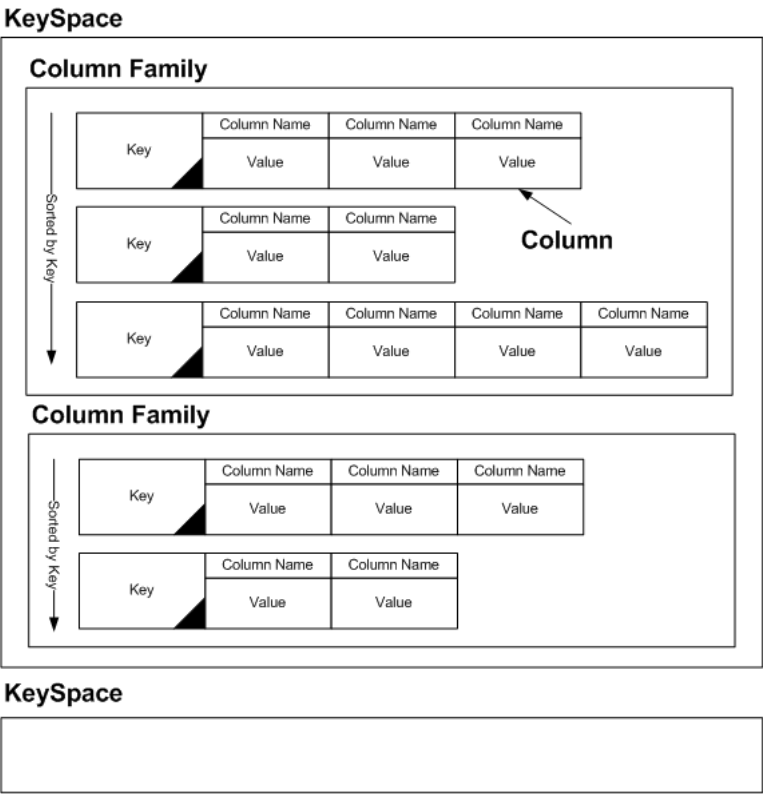 KeySpace
Column Family
Column Name Column Name Column Name
Key
Value Value Value
Sorted by Key
Column
Column Name Column Name
Key
Value Value
Column Name Column Name Column Name Column Name
Key
Value Value Value Value
Column Family
Column Name Column Name Column Name
Key
Value Value Value
Sorted by Key
Column Name Column Name
Key
Value Value
KeySpace